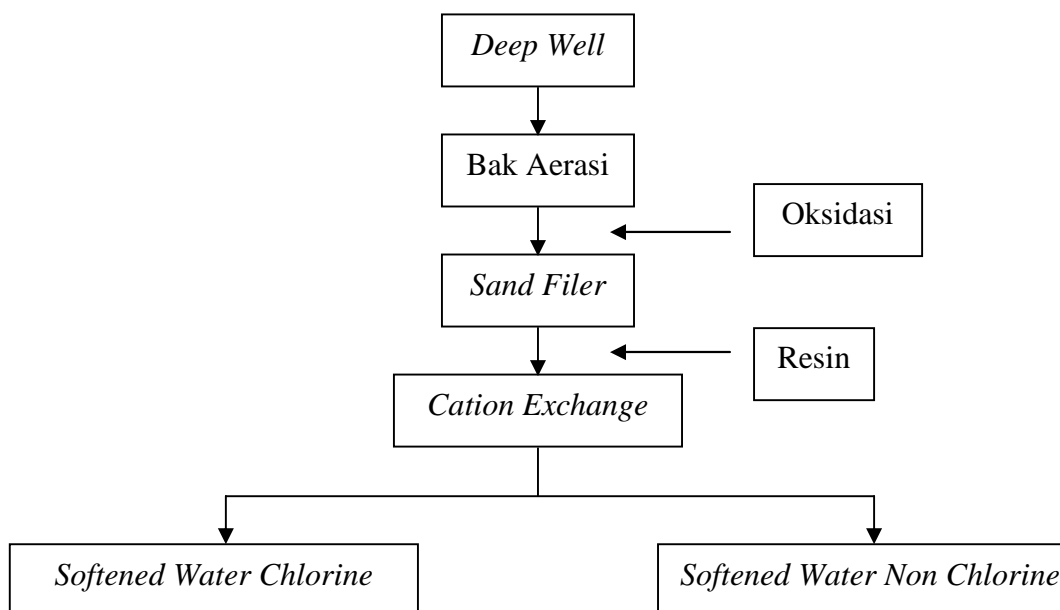 Deep Well
Bak Aerasi
Oksidasi
Sand Filer
Resin
Cation Exchange
Softened Water Chlorine
Softened Water Non Chlorine